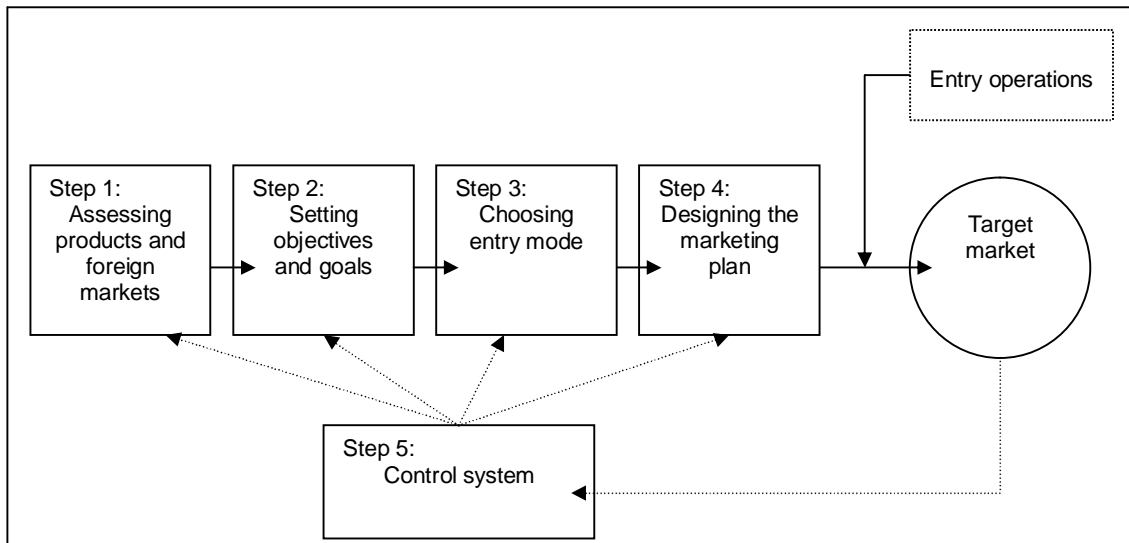 Entry operations
Step 1:
Assessing
products and
foreign
markets
Step 2:
Setting
objectives
and goals
Step 3:
Choosing
entry mode
Step 4:
Designing the
marketing
plan
Target
market
Step 5:
Control system